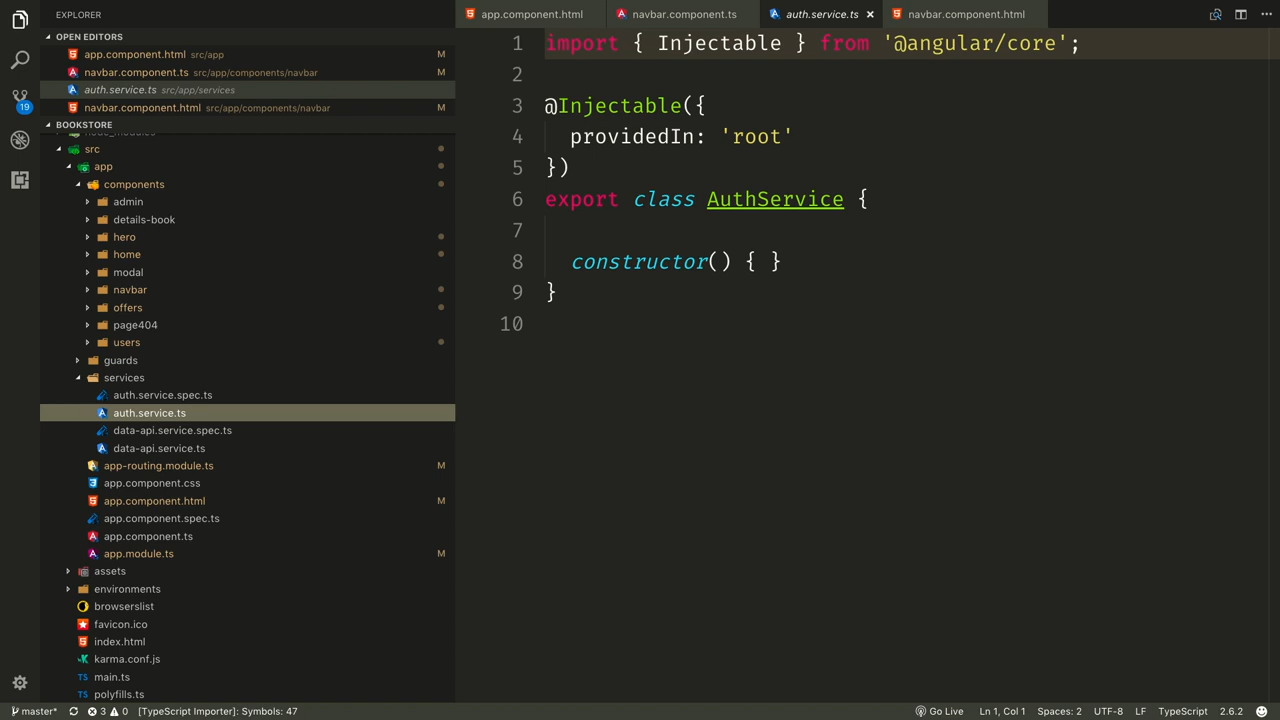 EXPLORER
OPEN EDITORS
app.component.html src/app M
navbar.component.ts src/app/components/navbar M
auth.service.ts src/app/services
navbar.component.html src/app/components/navbar M
BOOKSTORE
src
app
components
admin
details-book
hero
home
modal
navbar
offers
page404
users
guards
services
auth.service.spec.ts
auth.service.ts
data-api.service.spec.ts
data-api.service.ts
app-routing.module.ts M
app.component.css
app.component.html M
app.component.spec.ts
app.component.ts
app.module.ts M
assets
environments
browserslist
favicon.ico
index.html
karma.conf.js
TS main.ts
TS polyfills.ts
19
app.component.html navbar.component.ts auth.service.ts navbar.component.html
1 import { Injectable } from '@angular/core';
2
3 @Injectable({
4 providedIn: 'root'
5 })
6 export class AuthService {
7
8 constructor() { }
9 }
10
master* 3 0 [TypeScript Importer]: Symbols: 47 Go Live Ln 1, Col 1 Spaces: 2 UTF-8 LF TypeScript 2.6.2